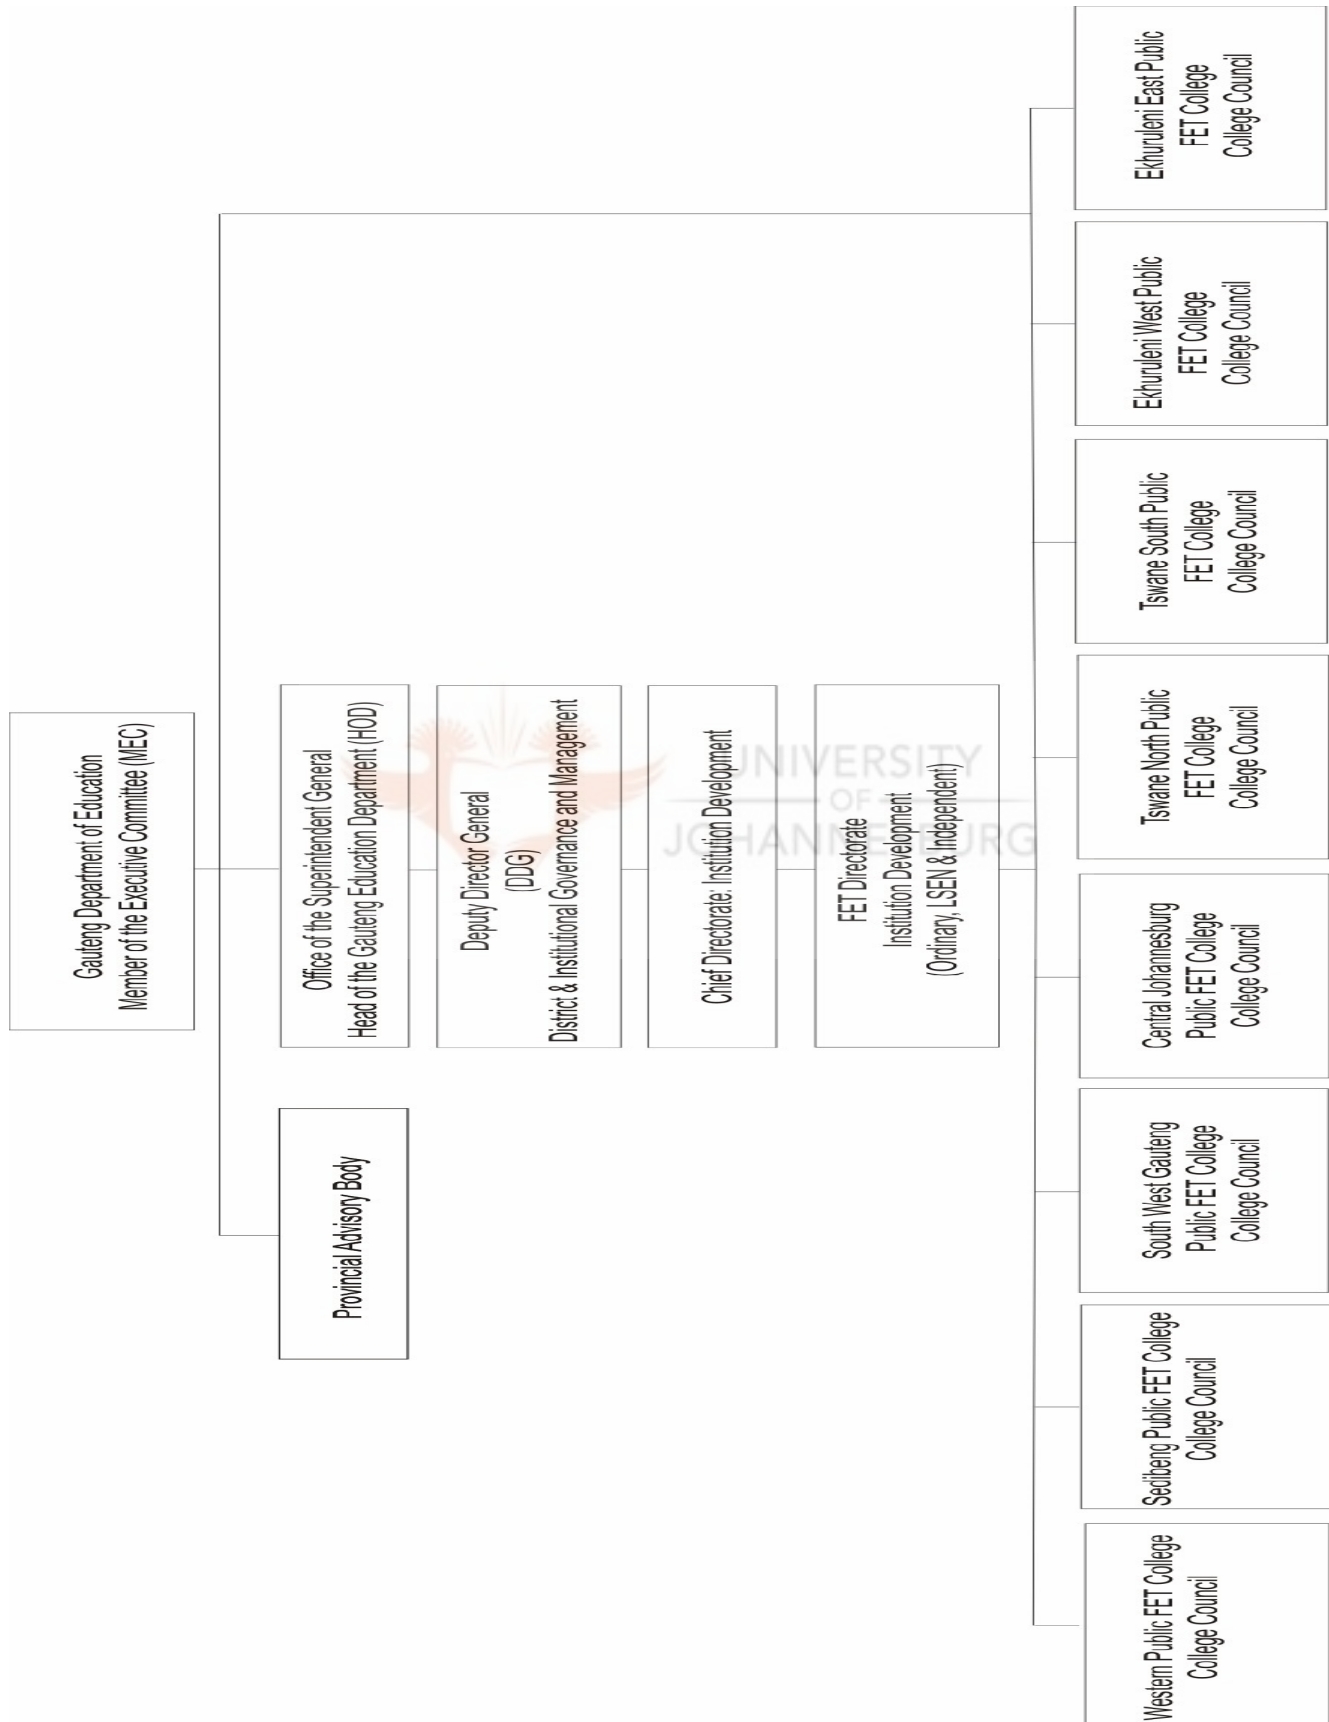 Gauteng Department of Education
Member of the Executive Committee (MEC)
Provincial Advisory Body
Office of the Superintendent General
Head of the Gauteng Education Department (HOD)
Deputy Director General
(DDG)
District & Institutional Governance and Management
Chief Directorate: Institution Development
FET Directorate
Institution Development
(Ordinary, LSEN & Independent)
UNIVERSITY
OF
JOHANNESBURG
Western Public FET College
College Council
Sedibeng Public FET College
College Council
South West Gauteng
Public FET College
College Council
Central Johannesburg
Public FET College
College Council
Tswane North Public
FET College
College Council
Tswane South Public
FET College
College Council
Ekhuruleni West Public
FET College
College Council
Ekhuruleni East Public
FET College
College Council